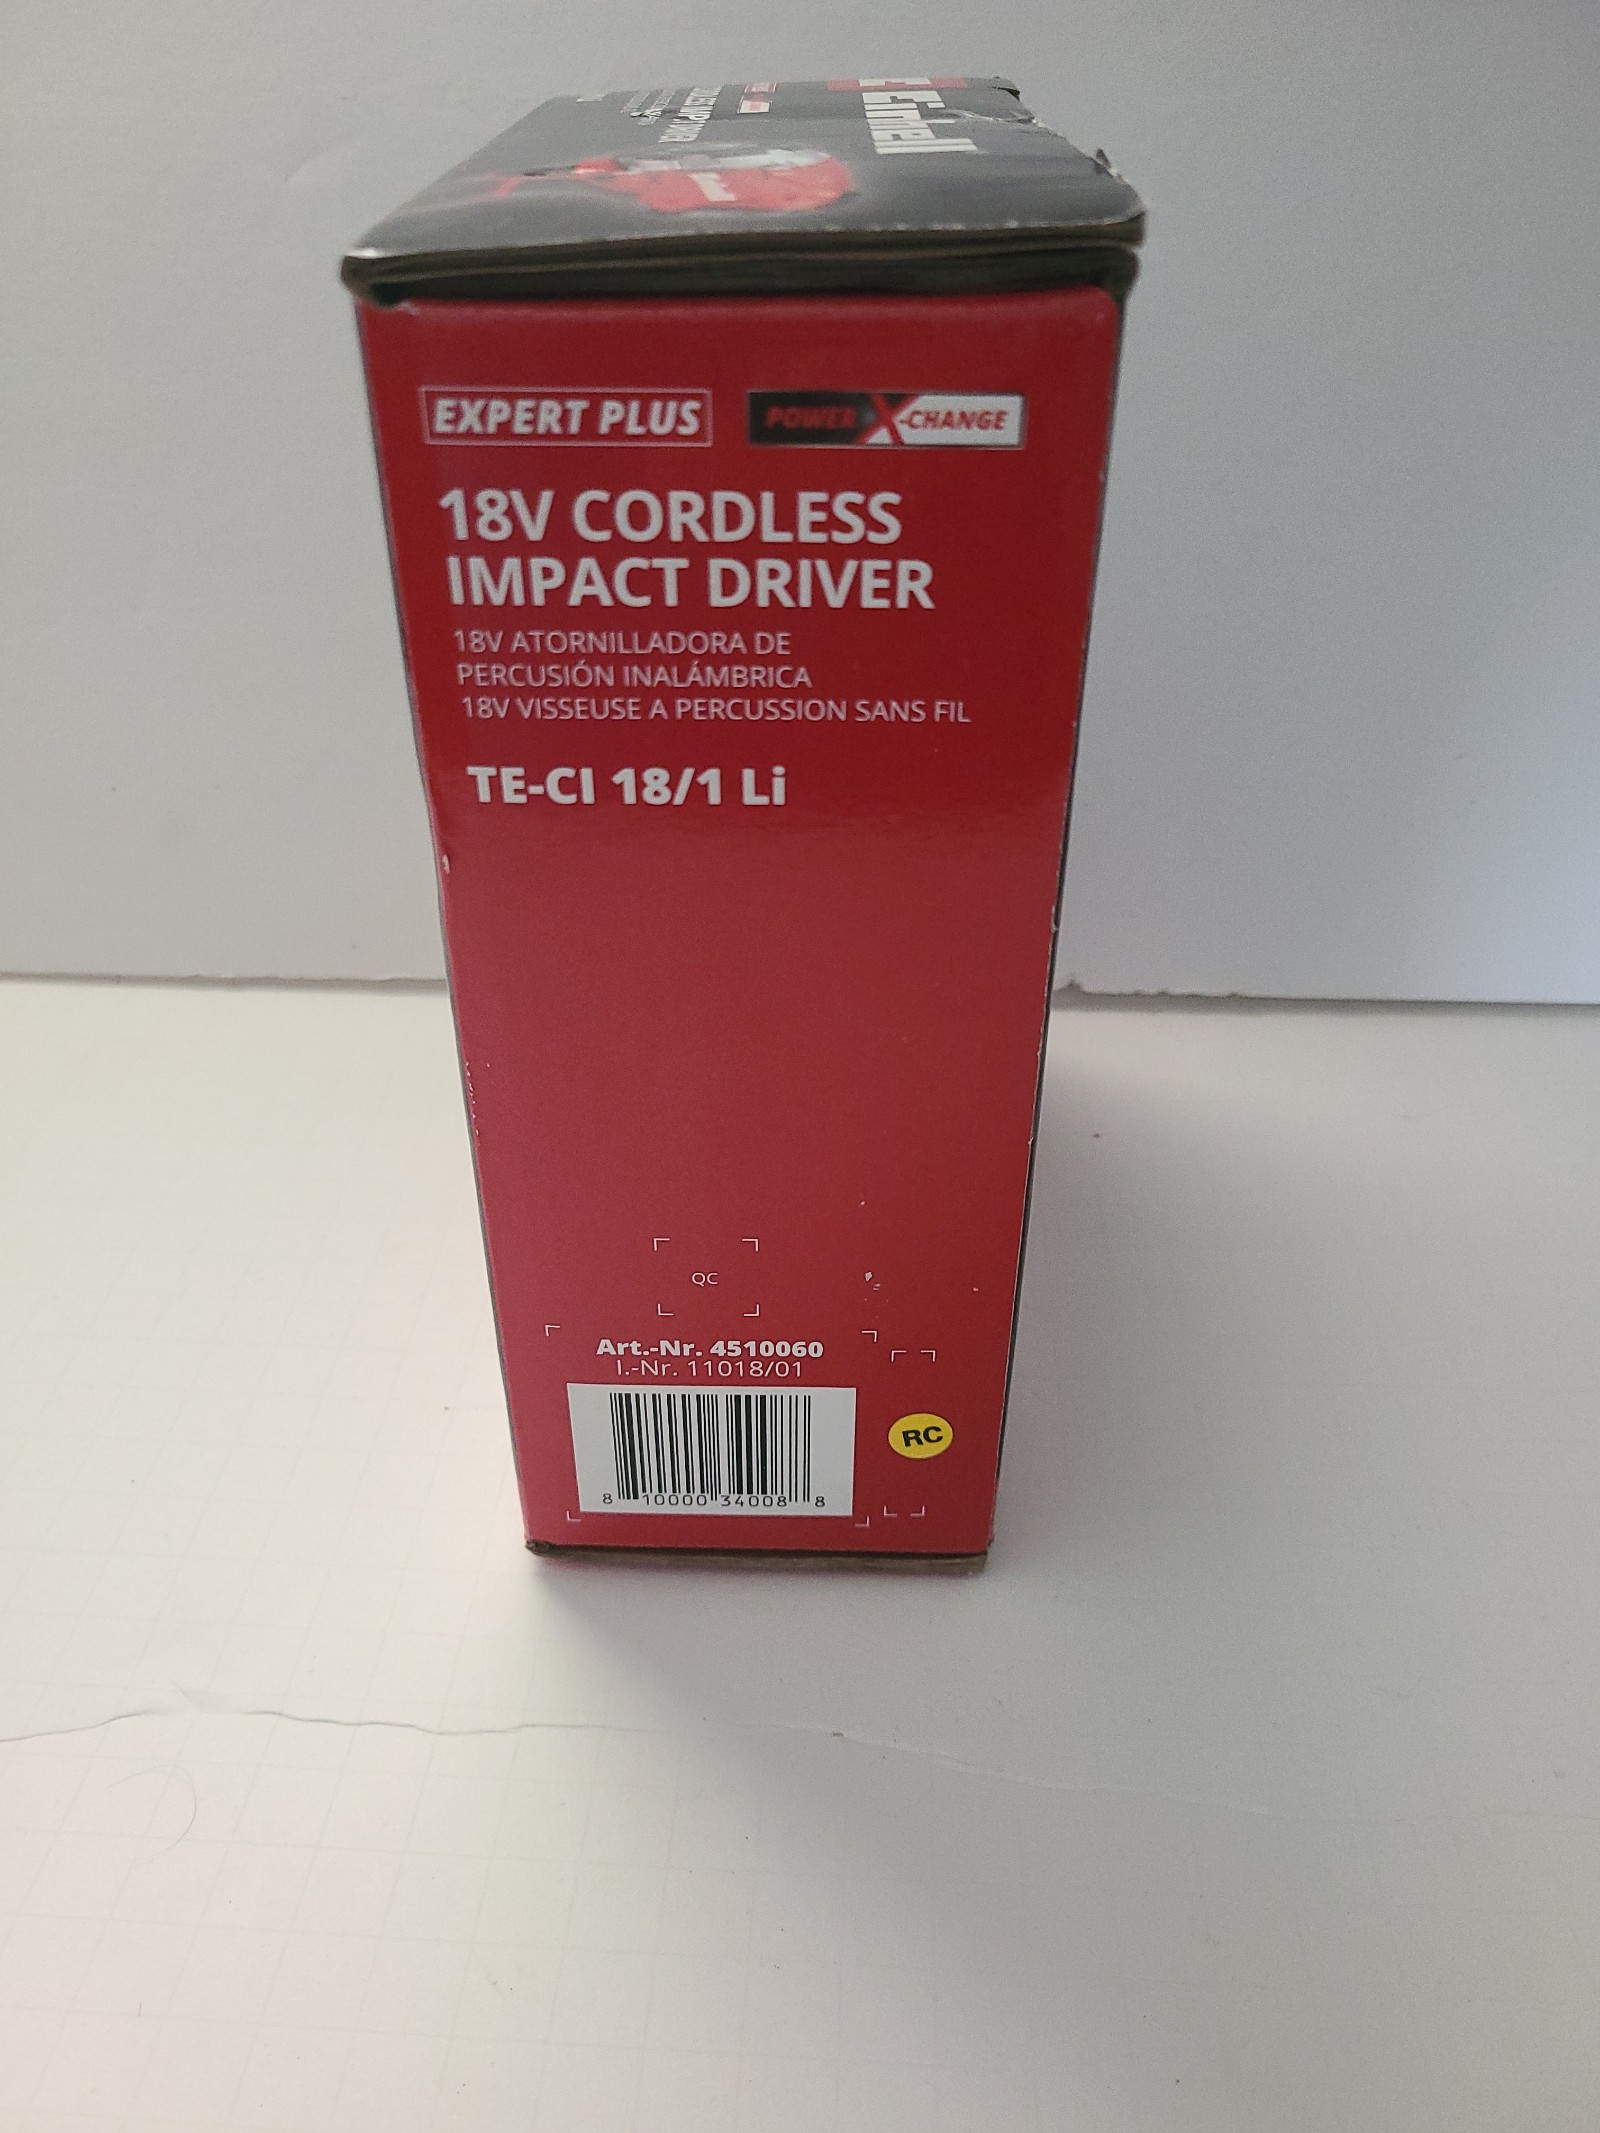 Einhell
EXPERT PLUS
POWER X-CHANGE
18V CORDLESS
IMPACT DRIVER
18V ATORNILLADORA DE
PERCUSIÓN INALÁMBRICA
18V VISSEUSE A PERCUSSION SANS FIL
TE-CI 18/1 Li
QC
Art.-Nr. 4510060
I.-Nr. 11018/01
RC
8 10000 34008 8